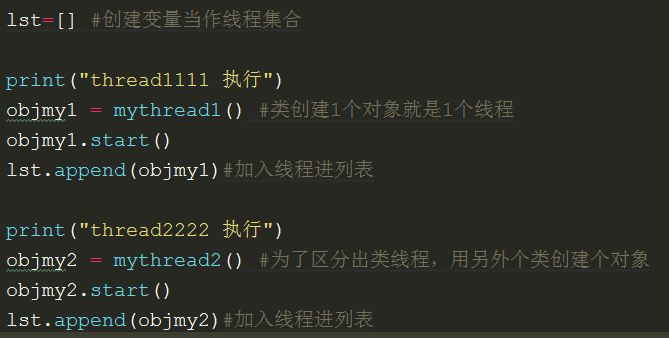 lst=[] #创建变量当作线程集合
print("thread1111 执行")
objmy1 = mythread1() #类创建1个对象就是1个线程
objmy1.start()
lst.append(objmy1)#加入线程进列表
print("thread2222 执行")
objmy2 = mythread2() #为了区分出类线程，用另外个类创建个对象
objmy2.start()
lst.append(objmy2)#加入线程进列表